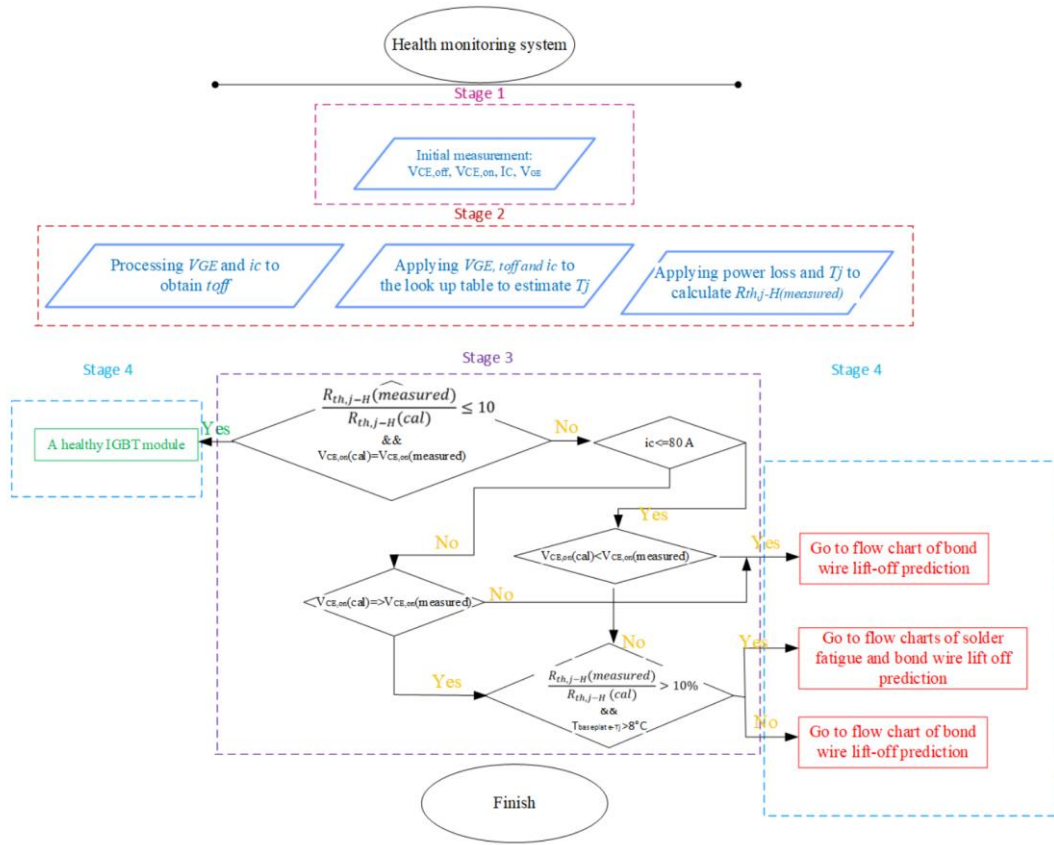 Health monitoring system
Stage 1
Initial measurement:
VCE,off, VCE,on, IC, VGE
Stage 2
Processing VGE and ic to
obtain toff
Applying VGE, toff and ic to
the look up table to estimate Tj
Applying power loss and Tj to
calculate Rth,j-H(measured)
Stage 4
Stage 3
Stage 4
Rth,j−H(measured)
Rth,j−H(cal)
≤ 10
&&
VCE,on(cal)=VCE,on(measured)
Yes
A healthy IGBT module
No
ic<=80 A
Yes
No
VCE,on(cal)<VCE,on(measured)
Yes
Go to flow chart of bond
wire lift-off prediction
VCE,on(cal)=>VCE,on(measured)
No
No
Yes
Rth,j−H(measured)
Rth,j−H(cal)
> 10%
&&
Tbaseplate-Tj>8°C
Yes
Go to flow charts of solder
fatigue and bond wire lift off
prediction
No
Go to flow chart of bond
wire lift-off prediction
Finish